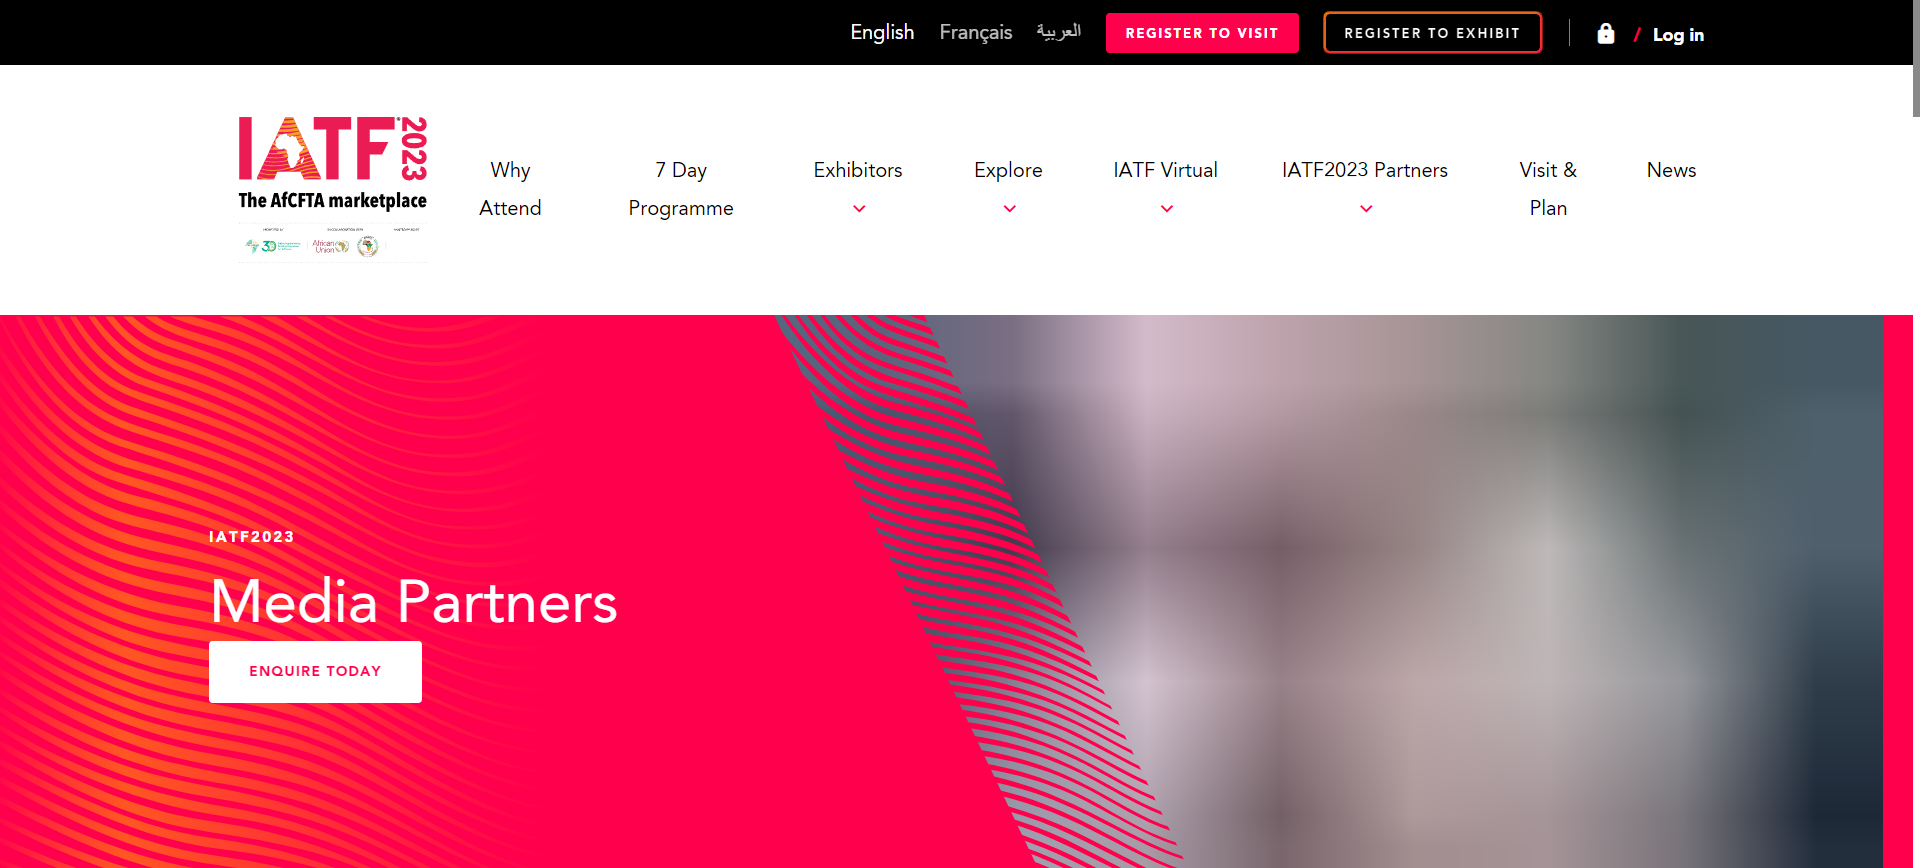 English Français العربية REGISTER TO VISIT REGISTER TO EXHIBIT / Log in
IATF 2023
The AfCFTA marketplace
African
Union
Why Attend
7 Day Programme
Exhibitors
Explore
IATF Virtual
IATF2023 Partners
Visit & Plan
News
IATF2023
Media Partners
ENQUIRE TODAY